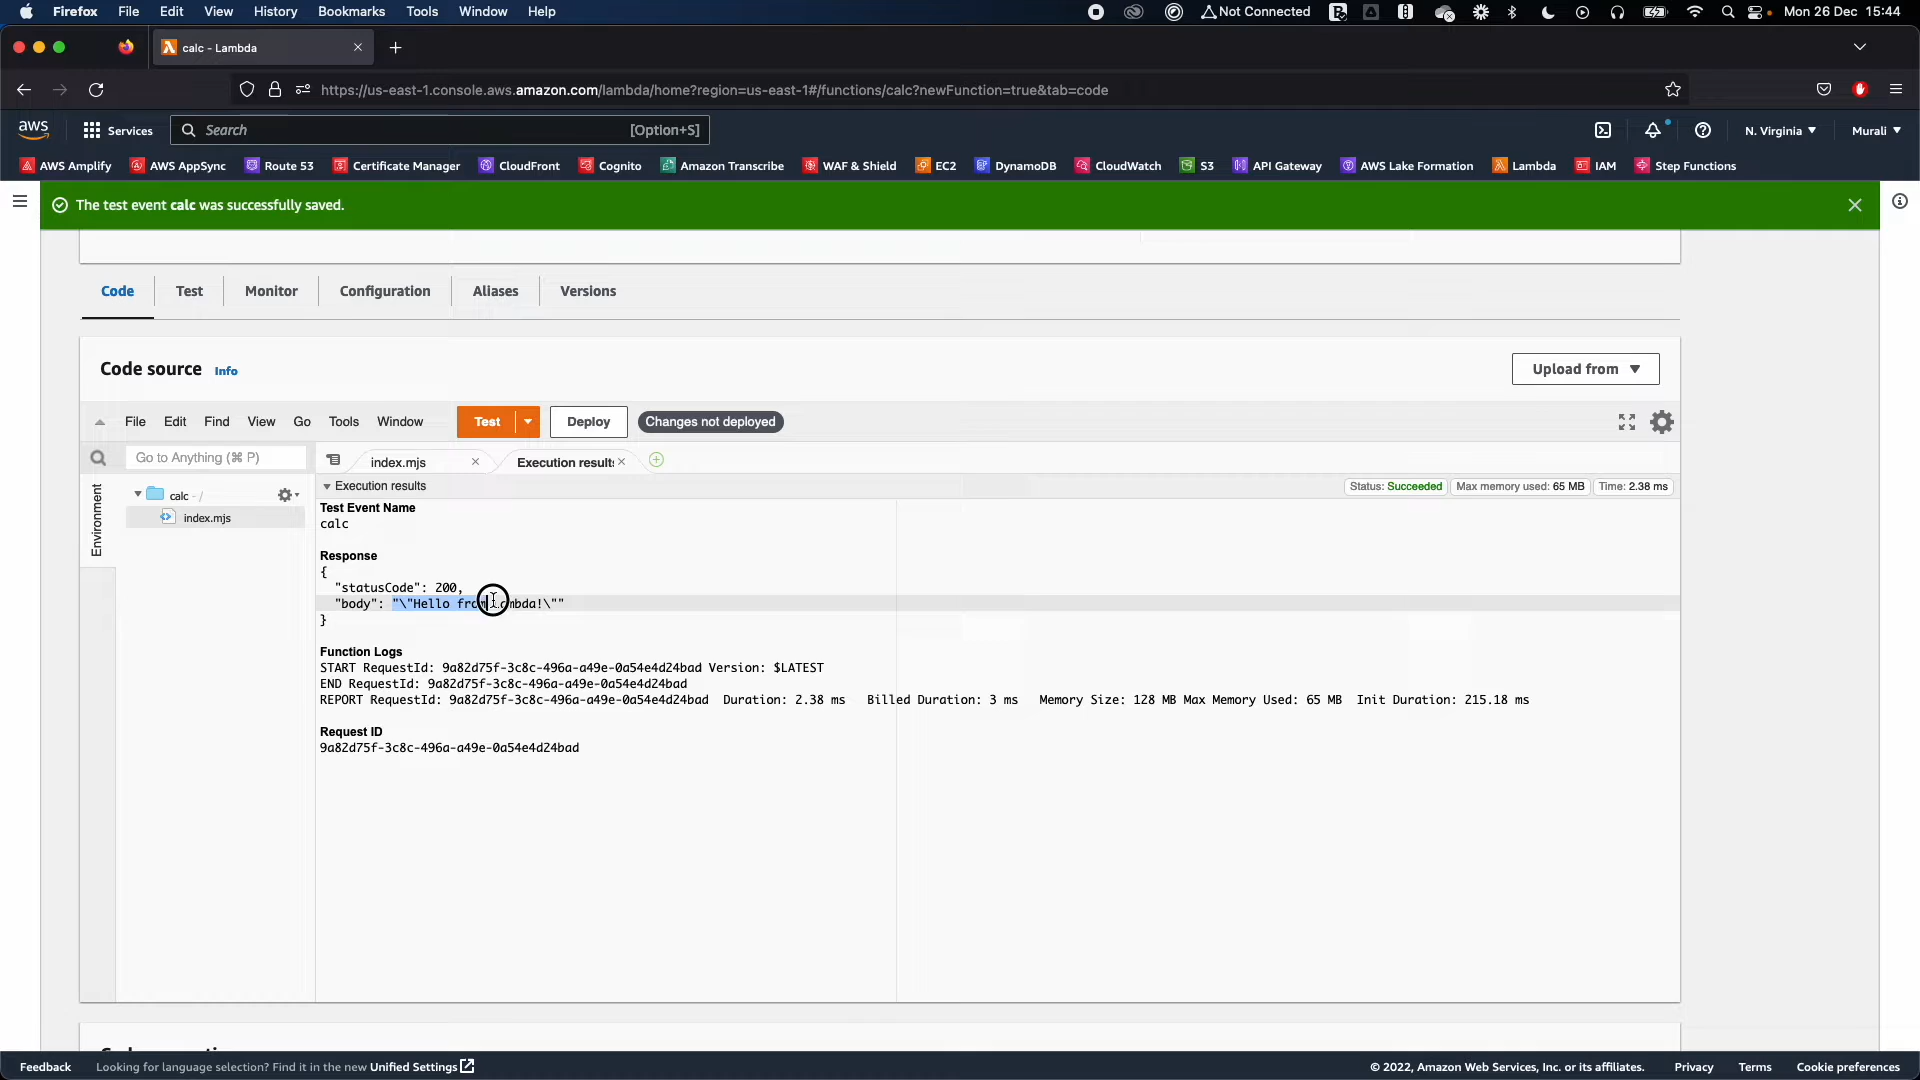 Firefox File Edit View History Bookmarks Tools Window Help Not Connected Mon 26 Dec 15:44
calc - Lambda
https://us-east-1.console.aws.amazon.com/lambda/home?region=us-east-1#/functions/calc?newFunction=true&tab=code
aws Services Search [Option+S] N. Virginia Murali
AWS Amplify AWS AppSync Route 53 Certificate Manager CloudFront Cognito Amazon Transcribe WAF & Shield EC2 DynamoDB CloudWatch S3 API Gateway AWS Lake Formation Lambda IAM Step Functions
The test event calc was successfully saved.
Code Test Monitor Configuration Aliases Versions
Code source Info Upload from
File Edit Find View Go Tools Window Test Deploy Changes not deployed
Go to Anything (⌘ P) index.mjs Execution result:
Environment
calc - /
index.mjs
Execution results Status: Succeeded Max memory used: 65 MB Time: 2.38 ms
Test Event Name
calc
Response
{
"statusCode": 200,
"body": "\"Hello from Lambda!\""
}
Function Logs
START RequestId: 9a82d75f-3c8c-496a-a49e-0a54e4d24bad Version: $LATEST
END RequestId: 9a82d75f-3c8c-496a-a49e-0a54e4d24bad
REPORT RequestId: 9a82d75f-3c8c-496a-a49e-0a54e4d24bad Duration: 2.38 ms Billed Duration: 3 ms Memory Size: 128 MB Max Memory Used: 65 MB Init Duration: 215.18 ms
Request ID
9a82d75f-3c8c-496a-a49e-0a54e4d24bad
Feedback Looking for language selection? Find it in the new Unified Settings © 2022, Amazon Web Services, Inc. or its affiliates. Privacy Terms Cookie preferences